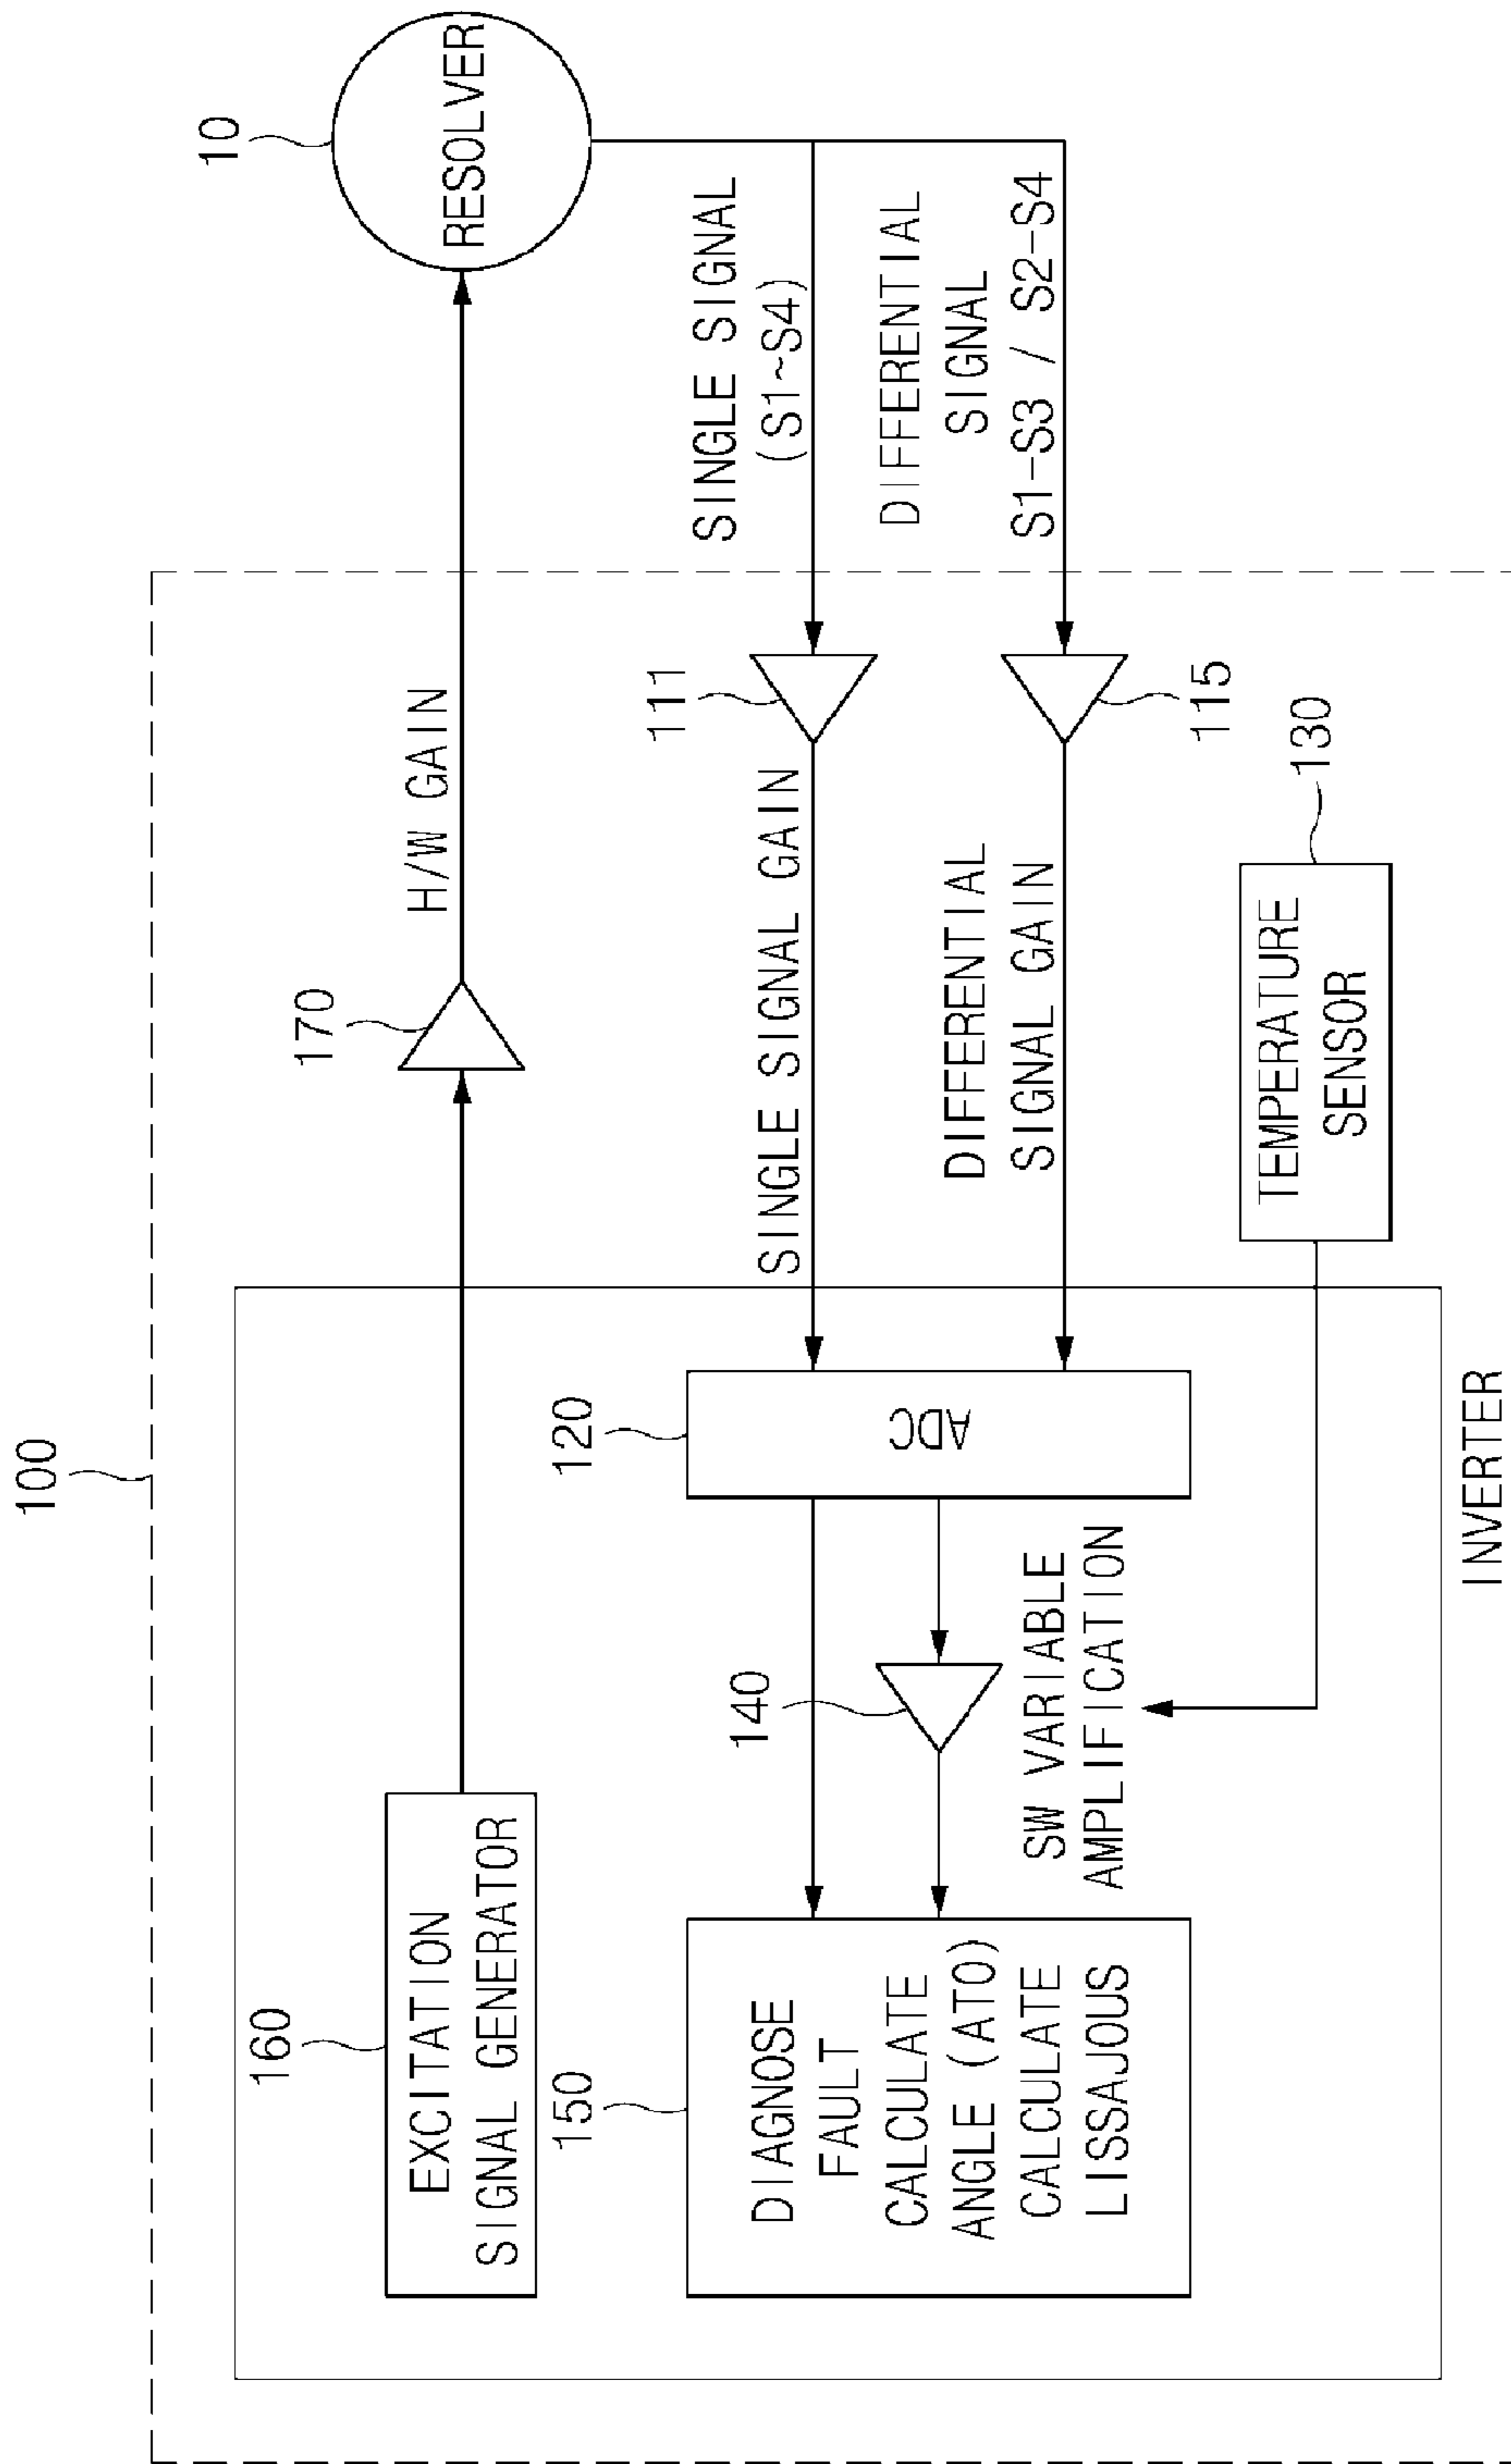 100
160
EXCITATION
SIGNAL GENERATOR
170
H/W GAIN
10
RESOLVER
150
DIAGNOSE
FAULT
CALCULATE
ANGLE (ATO)
CALCULATE
LISSAJOUS
140
SW VARIABLE
AMPLIFICATION
120
ADC
SINGLE SIGNAL GAIN
DIFFERENTIAL
SIGNAL GAIN
111
115
SINGLE SIGNAL
(S1~S4)
DIFFERENTIAL
SIGNAL
S1-S3 / S2-S4
130
TEMPERATURE
SENSOR
INVERTER